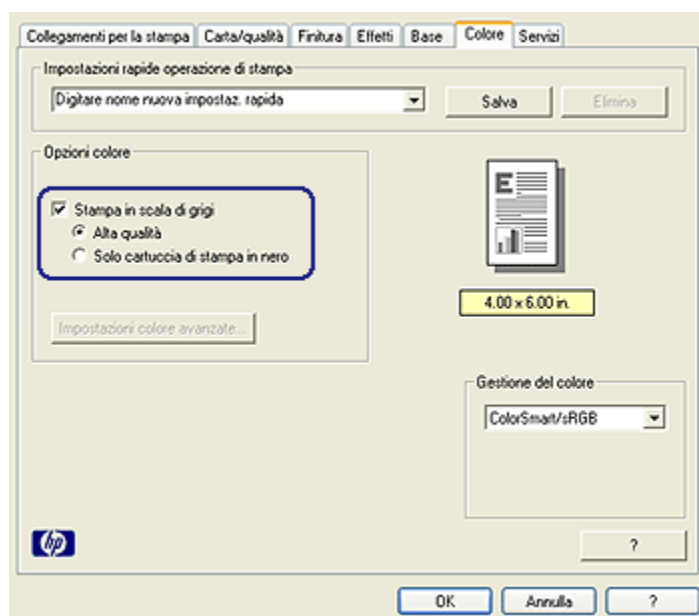 Collegamenti per la stampa Carta/qualità Finitura Effetti Base Colore Servizi
Impostazioni rapide operazione di stampa
Digitare nome nuova impostaz. rapida Salva Elimina
Opzioni colore
Stampa in scala di grigi
Alta qualità
Solo cartuccia di stampa in nero
Impostazioni colore avanzate...
E
4.00 x 6.00 in.
Gestione del colore
ColorSmart/sRGB
hp ?
OK Annulla ?